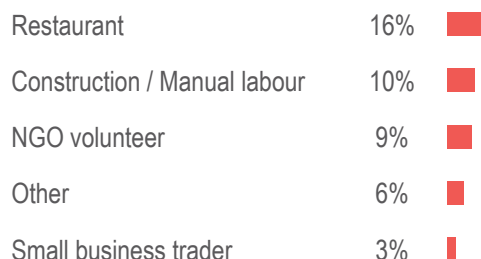 Restaurant 16%
Construction / Manual labour 10%
NGO volunteer 9%
Other 6%
Small business trader 3%